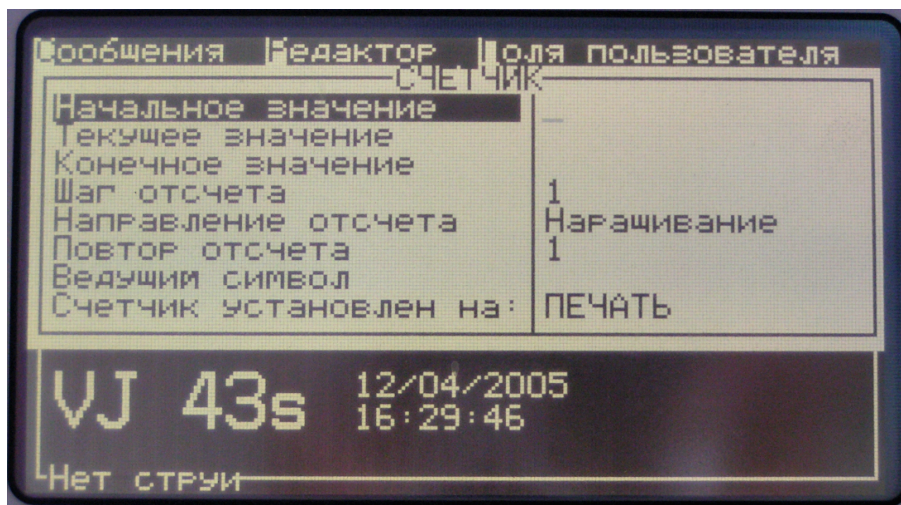 Сообщения Редактор Поля пользователя
СЧЕТЧИК
Начальное значение _
Текущее значение
Конечное значение
Шаг отсчета 1
Направление отсчета Наращивание
Повтор отсчета 1
Ведущим символ
Счетчик установлен на: ПЕЧАТЬ
VJ 43s 12/04/2005
16:29:46
Нет струи